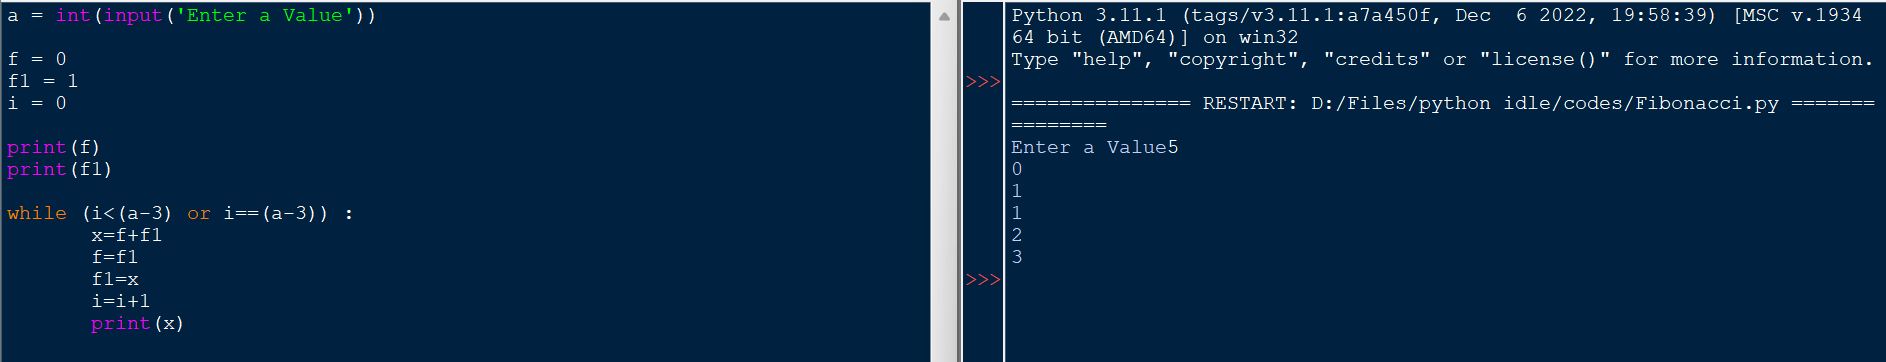 a = int(input('Enter a Value'))
f = 0
f1 = 1
i = 0
print(f)
print(f1)
while (i<(a-3) or i==(a-3)) :
       x=f+f1
       f=f1
       f1=x
       i=i+1
       print(x)
Python 3.11.1 (tags/v3.11.1:a7a450f, Dec  6 2022, 19:58:39) [MSC v.1934
64 bit (AMD64)] on win32
Type "help", "copyright", "credits" or "license()" for more information.
>>>
=============== RESTART: D:/Files/python idle/codes/Fibonacci.py =======
========
Enter a Value5
0
1
1
2
3
>>>